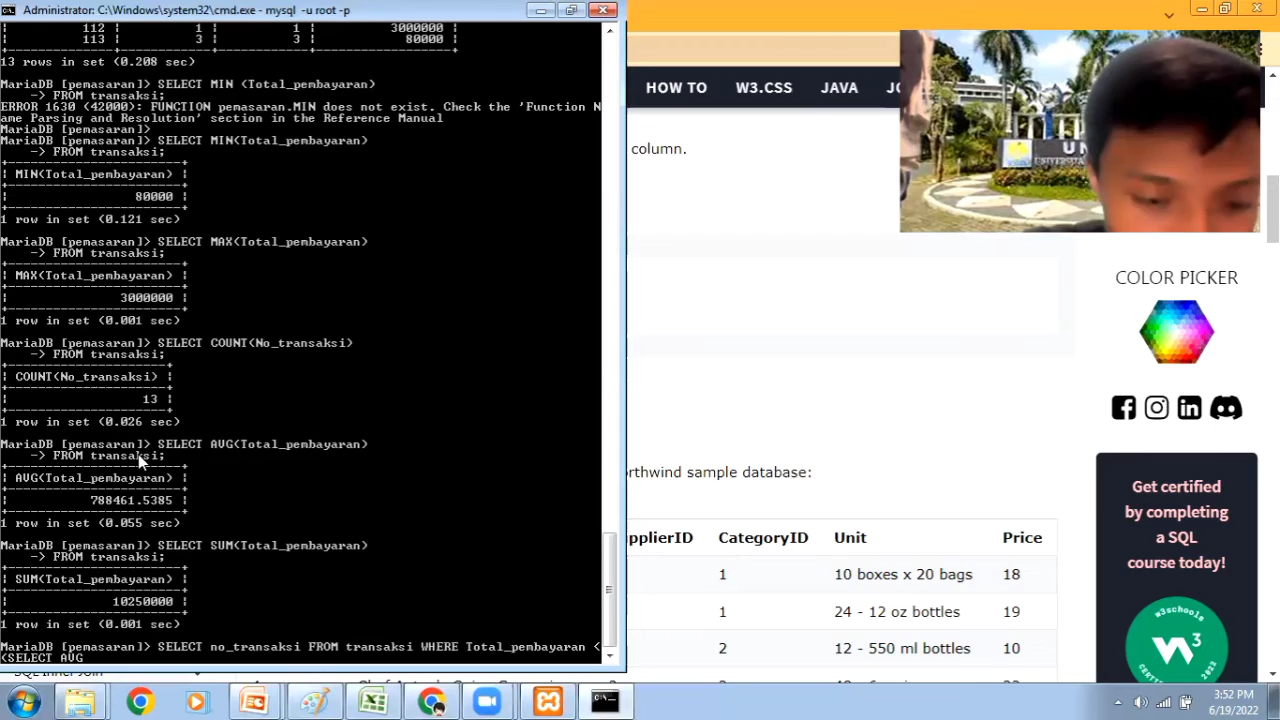 Administrator: C:\Windows\system32\cmd.exe - mysql -u root -p
| 112 | 1 | 1 | 3000000 |
| 113 | 3 | 3 | 80000 |
13 rows in set (0.208 sec)
MariaDB [pemasaran]> SELECT MIN (Total_pembayaran)
-> FROM transaksi;
ERROR 1630 (42000): FUNCTION pemasaran.MIN does not exist. Check the 'Function N
ame Parsing and Resolution' section in the Reference Manual
MariaDB [pemasaran]>
MariaDB [pemasaran]> SELECT MIN(Total_pembayaran)
-> FROM transaksi;
| MIN(Total_pembayaran) |
| 80000 |
1 row in set (0.121 sec)
MariaDB [pemasaran]> SELECT MAX(Total_pembayaran)
-> FROM transaksi;
| MAX(Total_pembayaran) |
| 3000000 |
1 row in set (0.001 sec)
MariaDB [pemasaran]> SELECT COUNT(No_transaksi)
-> FROM transaksi;
| COUNT(No_transaksi) |
| 13 |
1 row in set (0.026 sec)
MariaDB [pemasaran]> SELECT AVG(Total_pembayaran)
-> FROM transaksi;
| AVG(Total_pembayaran) |
| 788461.5385 |
1 row in set (0.055 sec)
MariaDB [pemasaran]> SELECT SUM(Total_pembayaran)
-> FROM transaksi;
| SUM(Total_pembayaran) |
| 10250000 |
1 row in set (0.001 sec)
MariaDB [pemasaran]> SELECT no_transaksi FROM transaksi WHERE Total_pembayaran <
(SELECT AVG
HOW TO W3.CSS JAVA
column.
COLOR PICKER
sample database:
CategoryID Unit Price
1 10 boxes x 20 bags 18
1 24 - 12 oz bottles 19
2 12 - 550 ml bottles 10
Get certified
by completing
a SQL
course today!
w3schools
W3
2022
3:52 PM
6/19/2022